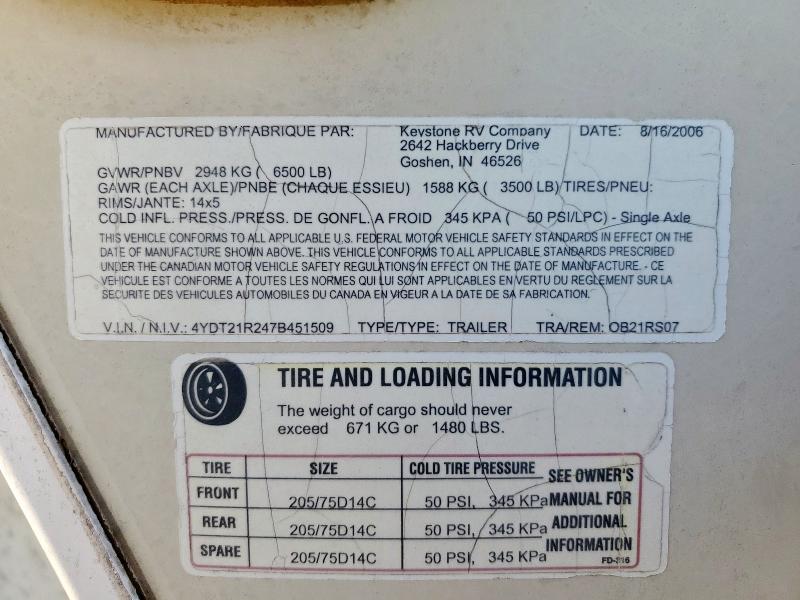 MANUFACTURED BY/FABRIQUE PAR: Keystone RV Company DATE: 8/16/2006
2642 Hackberry Drive
Goshen, IN 46526
GVWR/PNBV 2948 KG ( 6500 LB)
GAWR (EACH AXLE)/PNBE (CHAQUE ESSIEU) 1588 KG ( 3500 LB) TIRES/PNEU:
RIMS/JANTE: 14x5
COLD INFL. PRESS./PRESS. DE GONFL. A FROID 345 KPA ( 50 PSI/LPC) - Single Axle
THIS VEHICLE CONFORMS TO ALL APPLICABLE U.S. FEDERAL MOTOR VEHICLE SAFETY STANDARDS IN EFFECT ON THE
DATE OF MANUFACTURE SHOWN ABOVE. THIS VEHICLE CONFORMS TO ALL APPLICABLE STANDARDS PRESCRIBED
UNDER THE CANADIAN MOTOR VEHICLE SAFETY REGULATIONS IN EFFECT ON THE DATE OF MANUFACTURE. - CE
VEHICULE EST CONFORME A TOUTES LES NORMES QUI LUI SONT APPLICABLES EN VERTU DU REGLEMENT SUR LA
SECURITE DES VEHICULES AUTOMOBILES DU CANADA EN VIGEUR A LA DATE DE SA FABRICATION.
V.I.N. / N.I.V.: 4YDT21R247B451509 TYPE/TYPE: TRAILER TRA/REM: OB21RS07
TIRE AND LOADING INFORMATION
The weight of cargo should never
exceed 671 KG or 1480 LBS.
TIRE SIZE COLD TIRE PRESSURE
FRONT 205/75D14C 50 PSI, 345 KPa
REAR 205/75D14C 50 PSI, 345 KPa
SPARE 205/75D14C 50 PSI, 345 KPa
SEE OWNER'S
MANUAL FOR
ADDITIONAL
INFORMATION